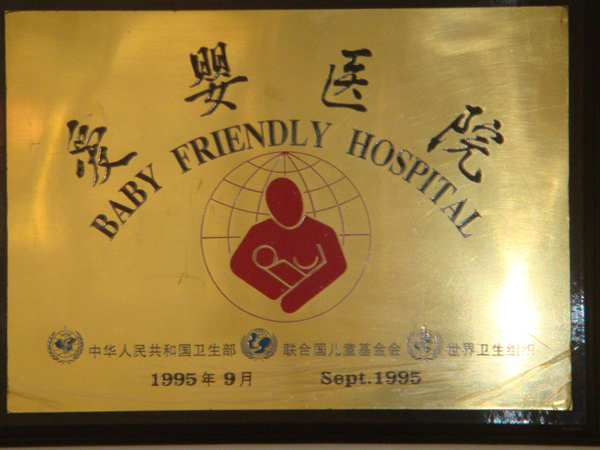 爱婴医院
BABY FRIENDLY HOSPITAL
中华人民共和国卫生部 联合国儿童基金会 世界卫生组织
1995年9月 Sept.1995